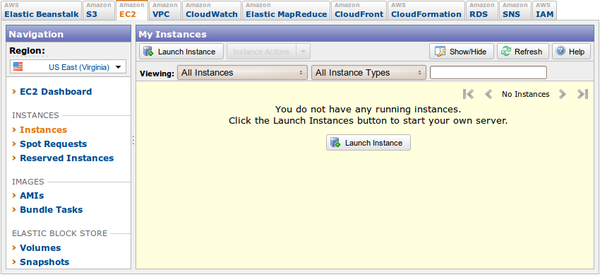 AWS Amazon Amazon Amazon Amazon Amazon Amazon AWS Amazon Amazon AWS
Elastic Beanstalk S3 EC2 VPC CloudWatch Elastic MapReduce CloudFront CloudFormation RDS SNS IAM
Navigation
Region:
US East (Virginia)
EC2 Dashboard
INSTANCES
Instances
Spot Requests
Reserved Instances
IMAGES
AMIs
Bundle Tasks
ELASTIC BLOCK STORE
Volumes
Snapshots
My Instances
Launch Instance Instance Actions Show/Hide Refresh Help
Viewing: All Instances All Instance Types
No Instances
You do not have any running instances.
Click the Launch Instances button to start your own server.
Launch Instance